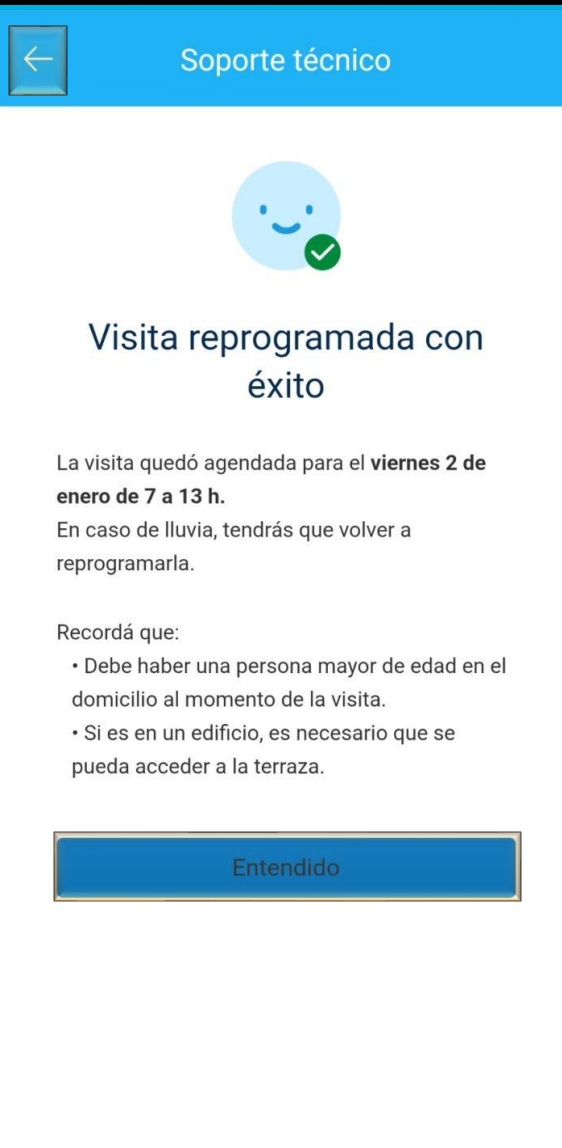 Soporte técnico
Visita reprogramada con
éxito
La visita quedó agendada para el viernes 2 de
enero de 7 a 13 h.
En caso de lluvia, tendrás que volver a
reprogramarla.
Recordá que:
• Debe haber una persona mayor de edad en el
domicilio al momento de la visita.
• Si es en un edificio, es necesario que se
pueda acceder a la terraza.
Entendido